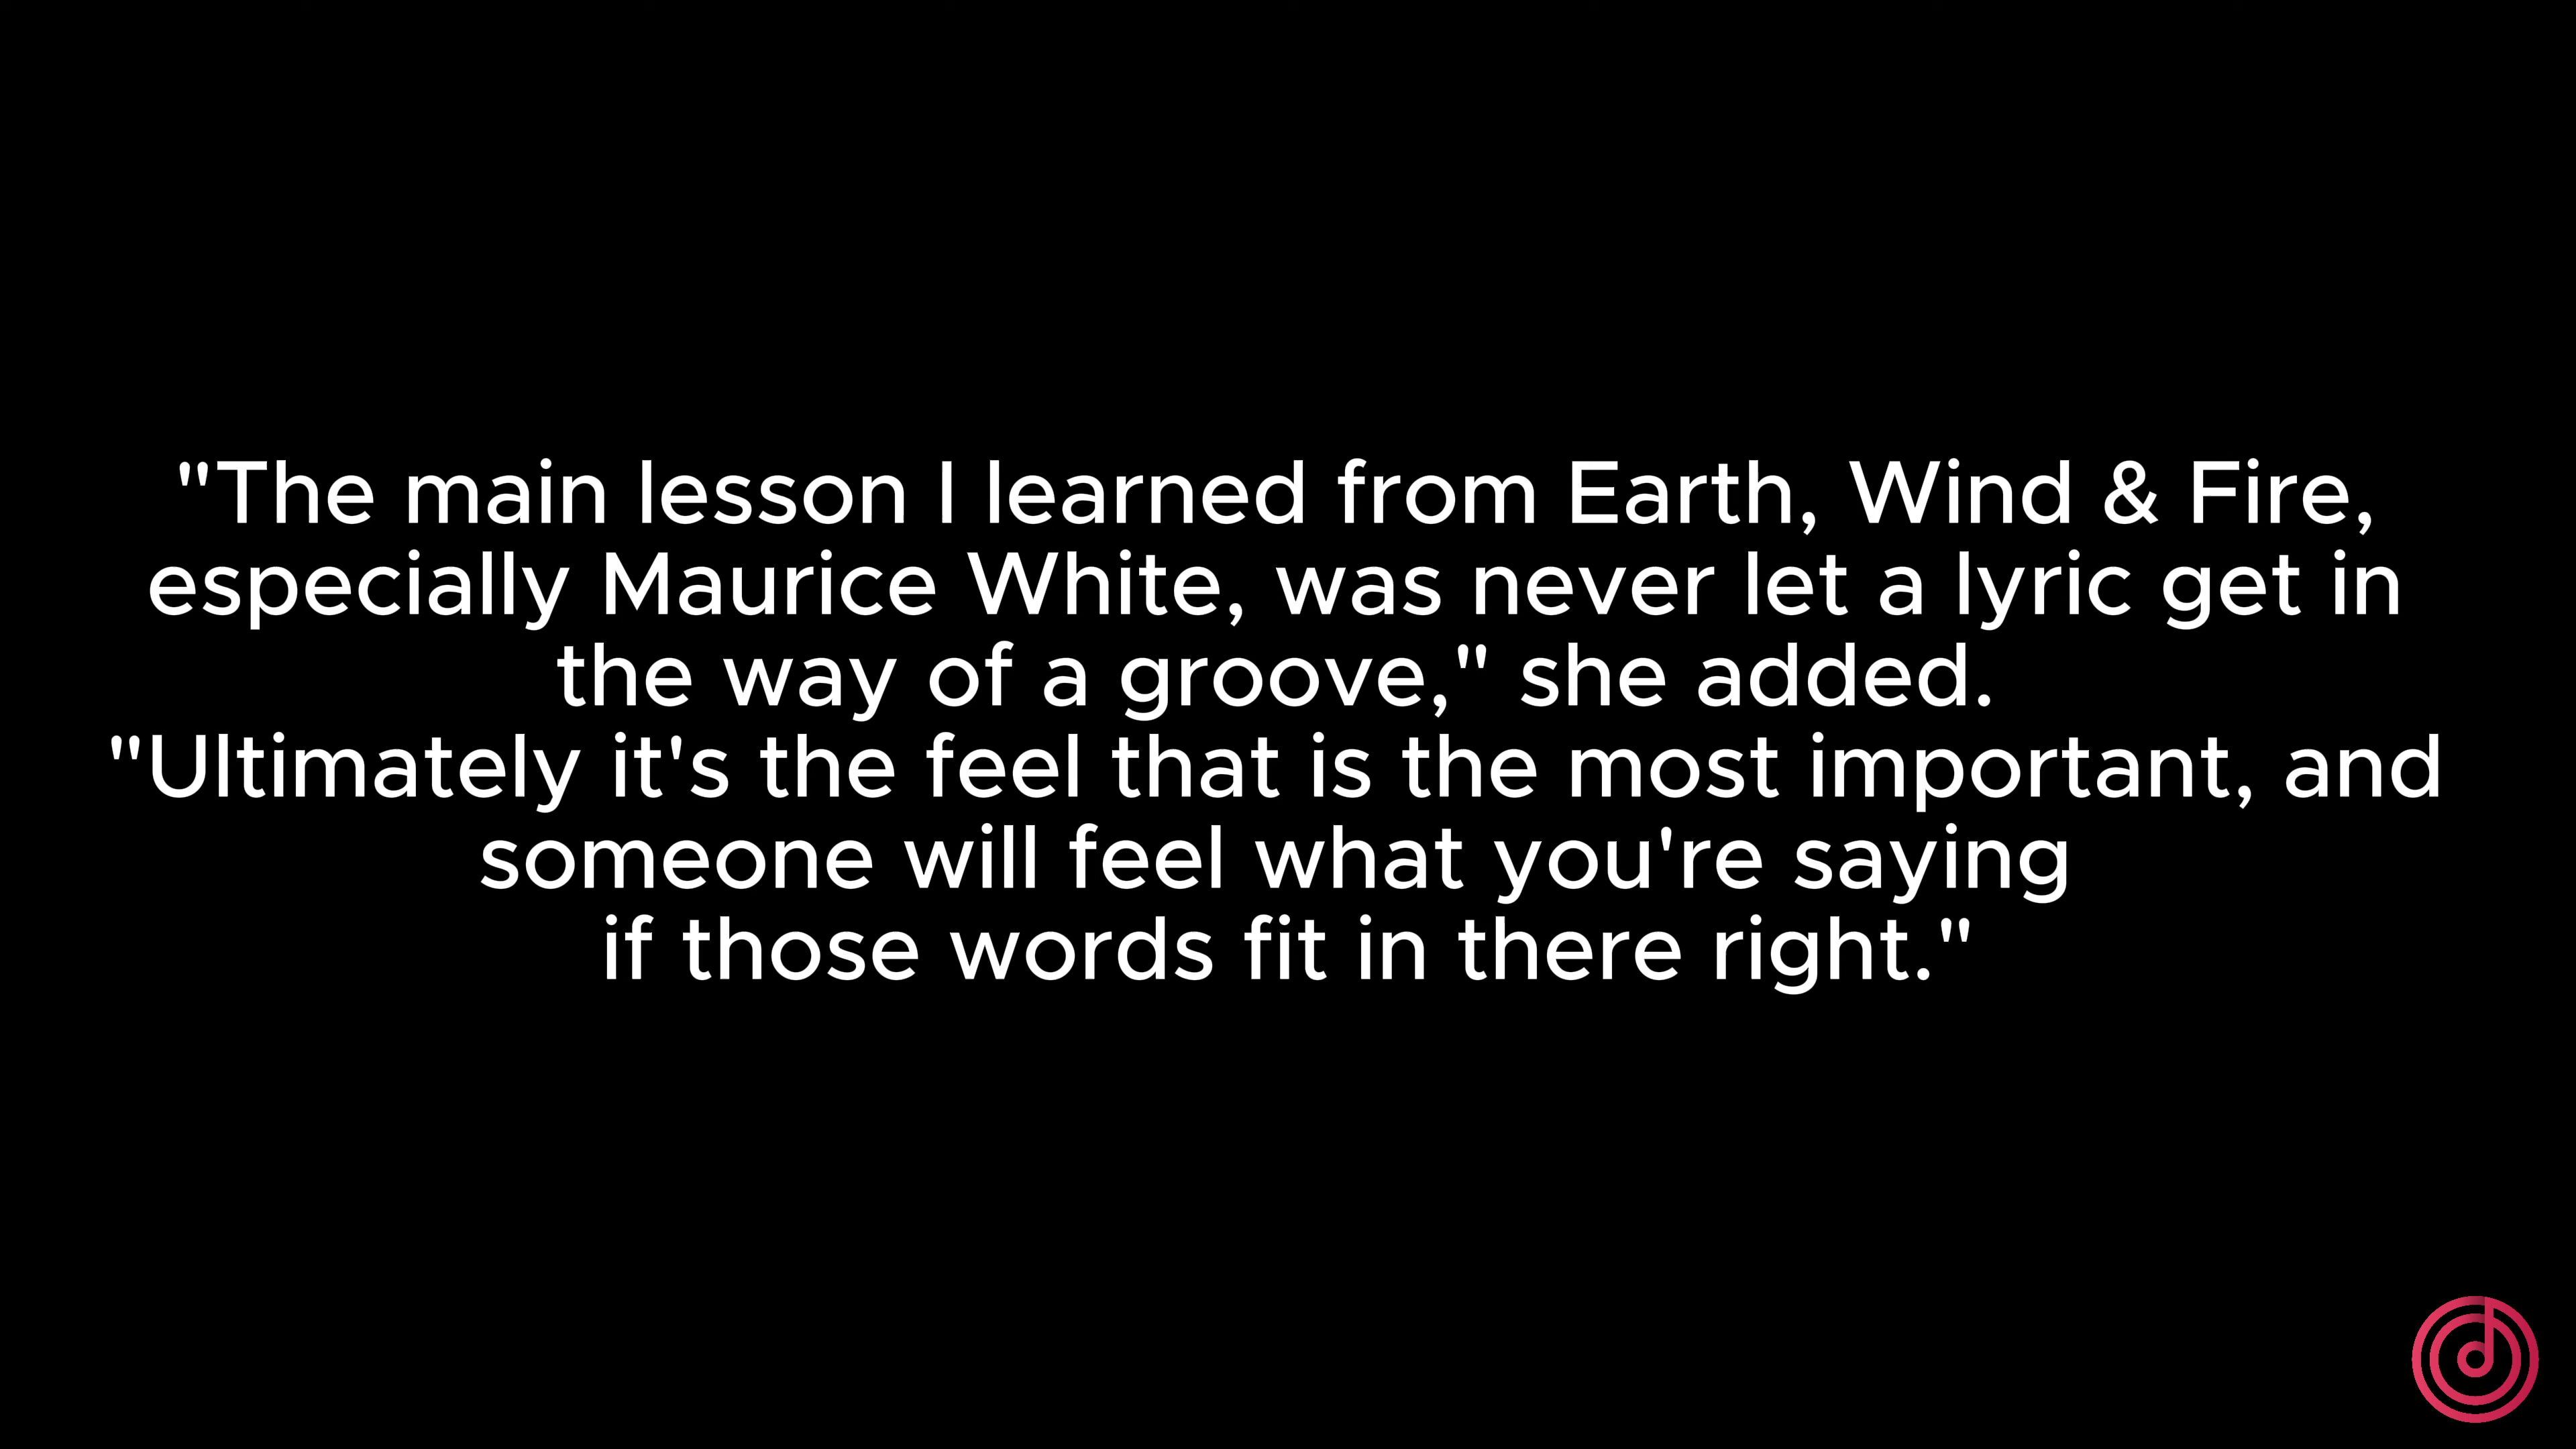 "The main lesson I learned from Earth, Wind & Fire,
especially Maurice White, was never let a lyric get in
the way of a groove," she added.
"Ultimately it's the feel that is the most important, and
someone will feel what you're saying
if those words fit in there right."